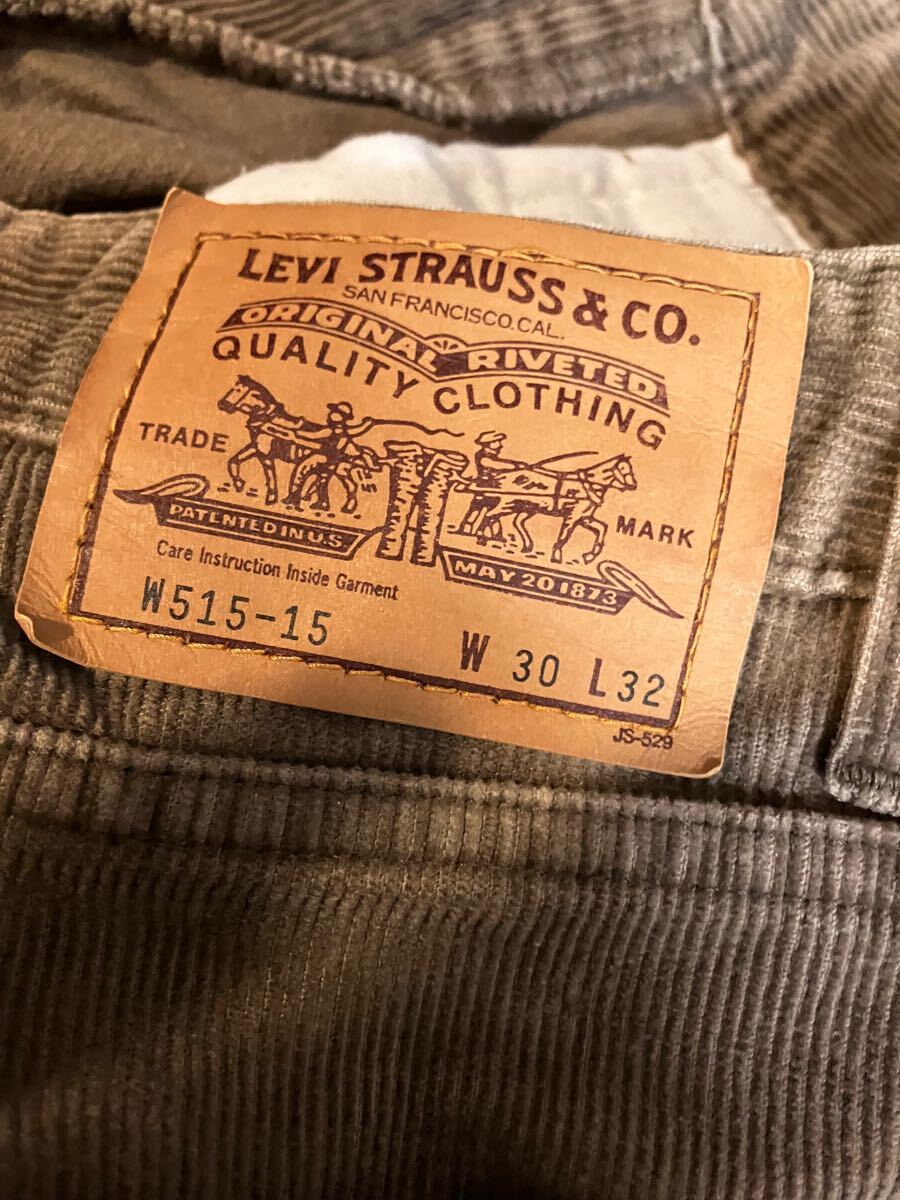 LEVI STRAUSS & CO.
SAN FRANCISCO. CAL.
ORIGINAL RIVETED
QUALITY CLOTHING
TRADE MARK
PATENTED IN U.S. MAY 20 1873
Care Instruction Inside Garment
W515-15 W 30 L 32
JS-529